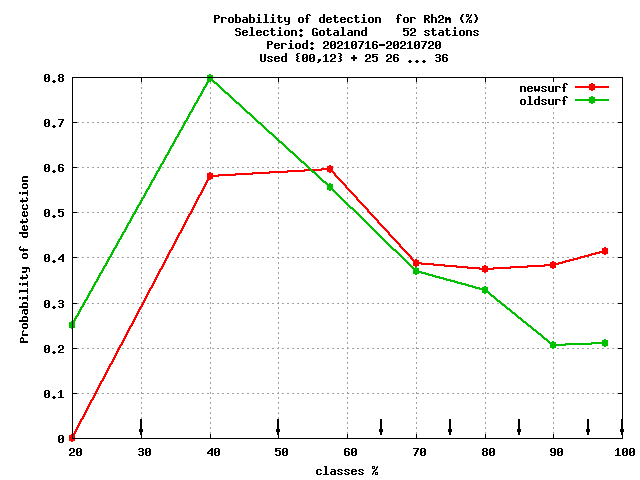 Probability of detection  for Rh2m (%)
Selection: Gotaland     52 stations
Period: 20210716-20210720
Used {00,12} + 25 26 ... 36
newsurf
oldsurf
Probability of detection
0.8
0.7
0.6
0.5
0.4
0.3
0.2
0.1
0
20 30 40 50 60 70 80 90 100
classes %